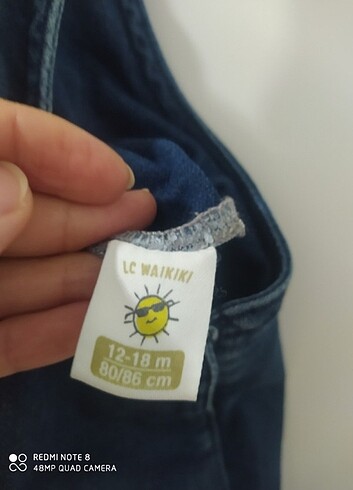 LC WAIKIKI
12-18 m
80/86 cm
REDMI NOTE 8
48MP QUAD CAMERA